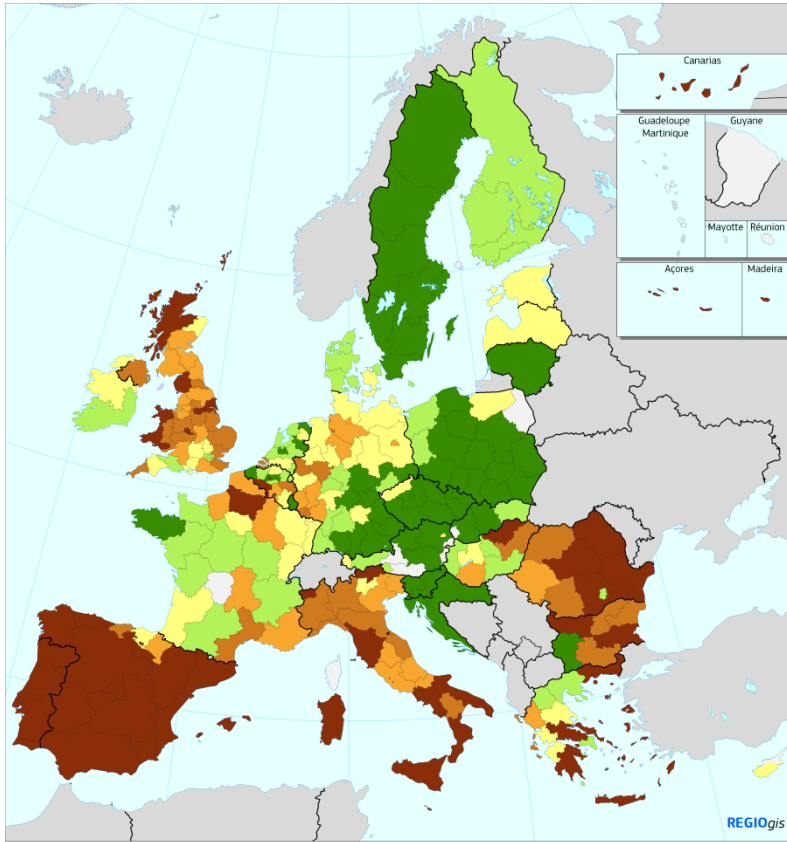 Canarias
Guadeloupe
Martinique
Guyane
Mayotte
Réunion
Açores
Madeira
REGIOgis